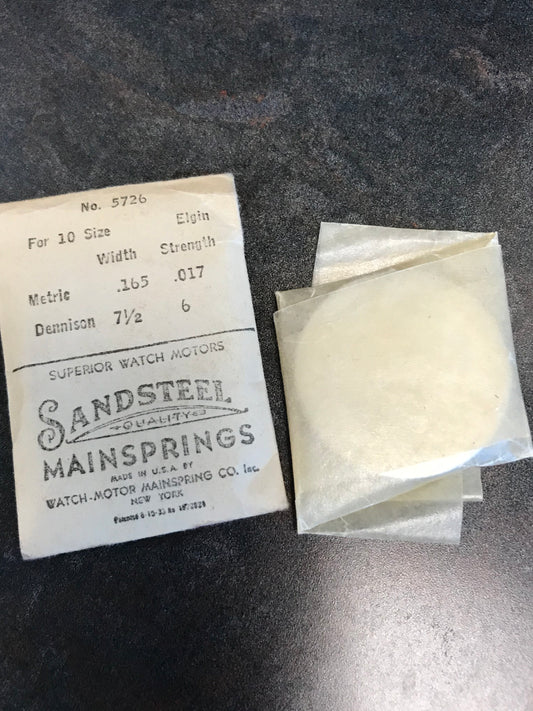 No. 5726
For 10 Size Elgin
Width Strength
Metric .165 .017
Dennison 7½ 6
SUPERIOR WATCH MOTORS
SANDSTEEL
QUALITY
MAINSPRINGS
MADE IN U.S.A. BY
WATCH-MOTOR MAINSPRING CO. Inc.
NEW YORK